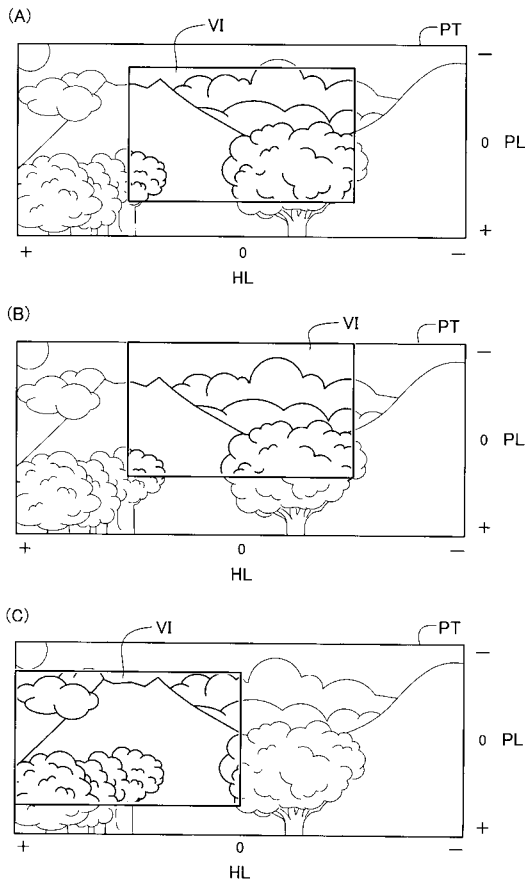 (A)
VI
PT
—
0 PL
+
+ 0 —
HL
(B)
VI
PT
—
0 PL
+
+ 0 —
HL
(C)
VI
PT
—
0 PL
+
+ 0 —
HL